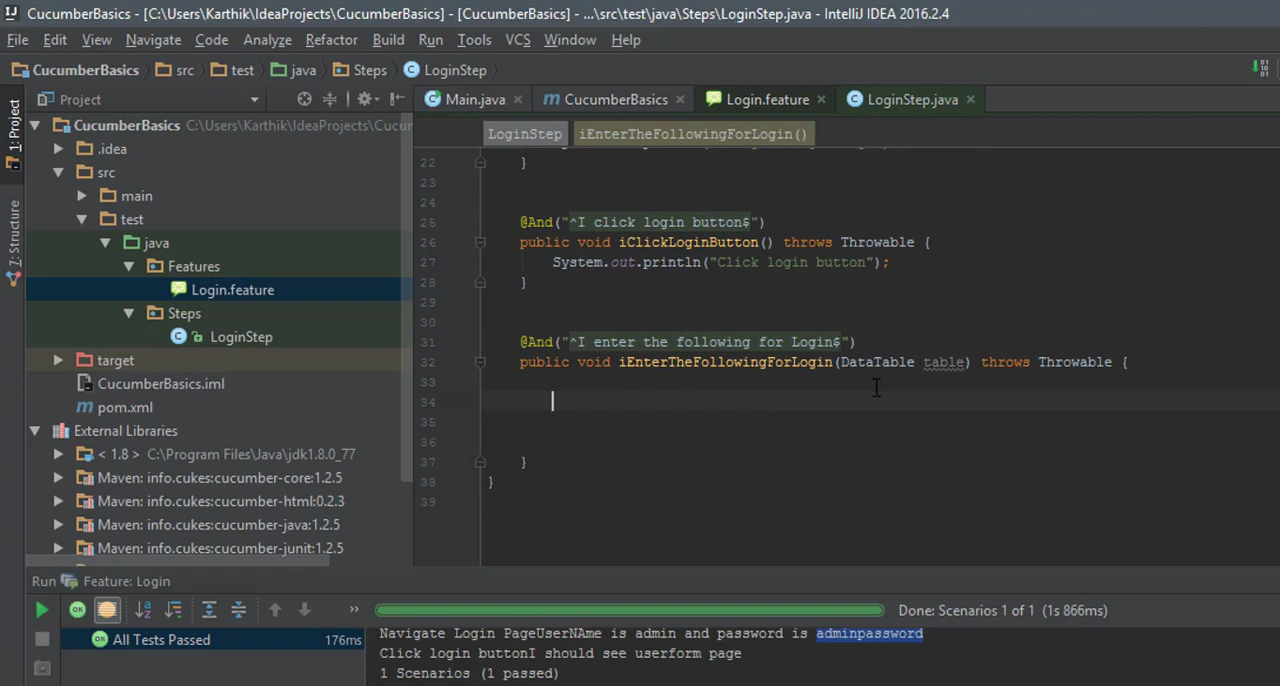 CucumberBasics - [C:\Users\Karthik\IdeaProjects\CucumberBasics] - [CucumberBasics] - ...\src\test\java\Steps\LoginStep.java - IntelliJ IDEA 2016.2.4
File Edit View Navigate Code Analyze Refactor Build Run Tools VCS Window Help
CucumberBasics src test java Steps LoginStep
1: Project
7: Structure
Project
CucumberBasics C:\Users\Karthik\IdeaProjects\Cucum
.idea
src
main
test
java
Features
Login.feature
Steps
LoginStep
target
CucumberBasics.iml
pom.xml
External Libraries
< 1.8 > C:\Program Files\Java\jdk1.8.0_77
Maven: info.cukes:cucumber-core:1.2.5
Maven: info.cukes:cucumber-html:0.2.3
Maven: info.cukes:cucumber-java:1.2.5
Maven: info.cukes:cucumber-junit:1.2.5
Main.java CucumberBasics Login.feature LoginStep.java
LoginStep iEnterTheFollowingForLogin()
22 }
23
24
25 @And("^I click login button$")
26 public void iClickLoginButton() throws Throwable {
27 System.out.println("Click login button");
28 }
29
30
31 @And("^I enter the following for Login$")
32 public void iEnterTheFollowingForLogin(DataTable table) throws Throwable {
33
34
35
36
37 }
38 }
39
Run Feature: Login
Done: Scenarios 1 of 1 (1s 866ms)
All Tests Passed 176ms
Navigate Login PageUserNAme is admin and password is adminpassword
Click login buttonI should see userform page
1 Scenarios (1 passed)